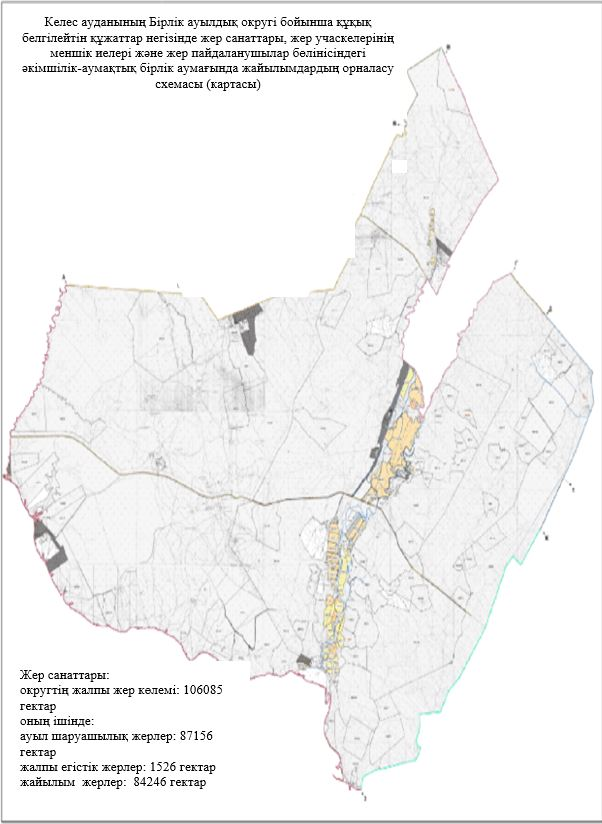 Келес ауданының Бірлік ауылдық округі бойынша құқық
белгілейтін құжаттар негізінде жер санаттары, жер учаскелерінің
меншік иелері және жер пайдаланушылар бөлінісіндегі
әкімшілік-аумақтық бірлік аумағында жайылымдардың орналасу
схемасы (картасы)
Жер санаттары:
округтің жалпы жер көлемі: 106085
гектар
оның ішінде:
ауыл шаруашылық жерлер: 87156
гектар
жалпы егістік жерлер: 1526 гектар
жайылым жерлер: 84246 гектар